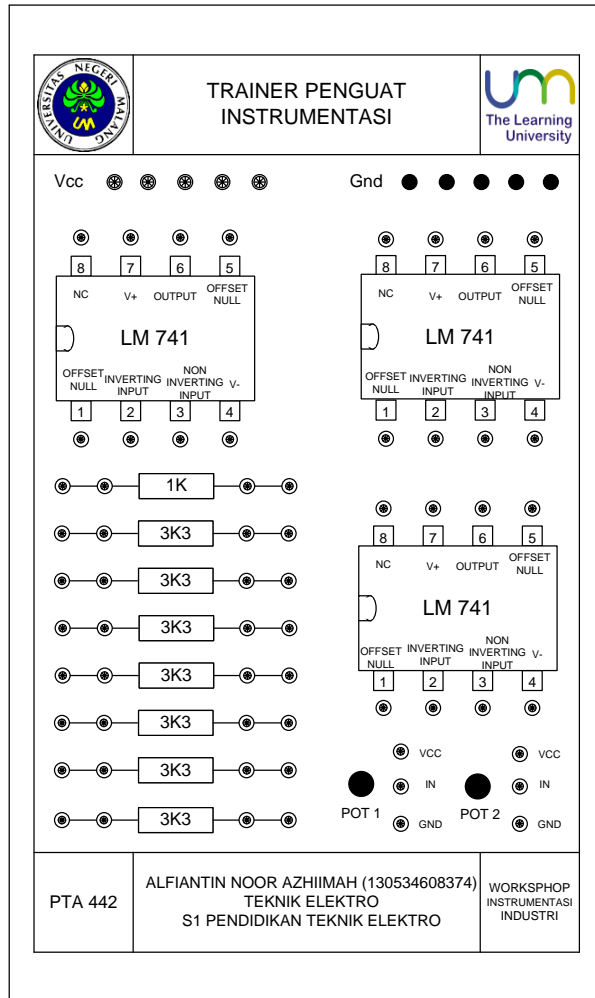 UNIVERSITAS NEGERI MALANG
UM
TRAINER PENGUAT
INSTRUMENTASI
um
The Learning
University
Vcc
Gnd
8 7 6 5
NC V+ OUTPUT OFFSET
NULL
LM 741
OFFSET
NULL
INVERTING
INPUT
NON
INVERTING
INPUT
V-
1 2 3 4
8 7 6 5
NC V+ OUTPUT OFFSET
NULL
LM 741
OFFSET
NULL
INVERTING
INPUT
NON
INVERTING
INPUT
V-
1 2 3 4
1K
3K3
3K3
3K3
3K3
3K3
3K3
3K3
8 7 6 5
NC V+ OUTPUT OFFSET
NULL
LM 741
OFFSET
NULL
INVERTING
INPUT
NON
INVERTING
INPUT
V-
1 2 3 4
VCC
IN
POT 1
GND
VCC
IN
POT 2
GND
PTA 442
ALFIANTIN NOOR AZHIIMAH (130534608374)
TEKNIK ELEKTRO
S1 PENDIDIKAN TEKNIK ELEKTRO
WORKSPHOP
INSTRUMENTASI
INDUSTRI